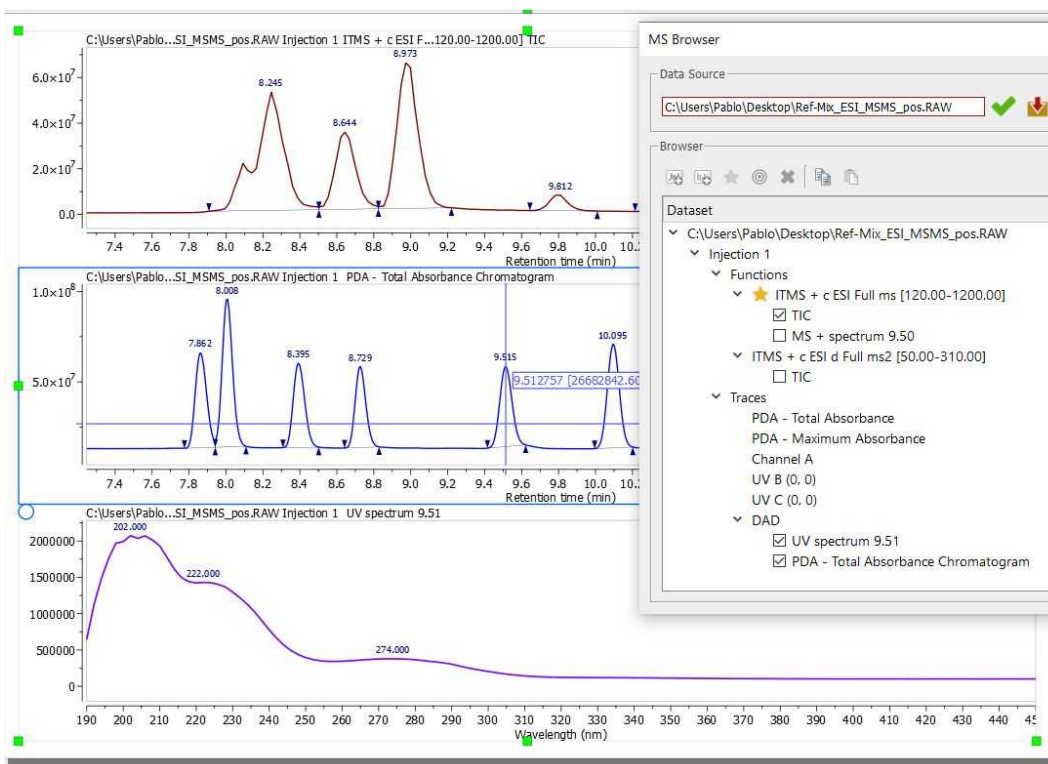 C:\Users\Pablo...SI_MSMS_pos.RAW Injection 1 ITMS + c ESI F...120.00-1200.00] TIC
8.973
8.245
8.644
9.812
6.0×10⁷
4.0×10⁷
2.0×10⁷
0.0
7.4 7.6 7.8 8.0 8.2 8.4 8.6 8.8 9.0 9.2 9.4 9.6 9.8 10.0 10.2
Retention time (min)
C:\Users\Pablo...SI_MSMS_pos.RAW Injection 1 PDA - Total Absorbance Chromatogram
1.0×10⁸
8.008
7.862
8.395
8.729
9.515
10.095
5.0×10⁷
9.512757 [26682842.60
7.4 7.6 7.8 8.0 8.2 8.4 8.6 8.8 9.0 9.2 9.4 9.6 9.8 10.0 10.2
Retention time (min)
C:\Users\Pablo...SI_MSMS_pos.RAW Injection 1 UV spectrum 9.51
202.000
222.000
274.000
2000000
1500000
1000000
500000
0
190 200 210 220 230 240 250 260 270 280 290 300 310 320 330 340 350 360 370 380 390 400 410 420 430 440 45
Wavelength (nm)
MS Browser
Data Source
C:\Users\Pablo\Desktop\Ref-Mix_ESI_MSMS_pos.RAW
Browser
Dataset
C:\Users\Pablo\Desktop\Ref-Mix_ESI_MSMS_pos.RAW
Injection 1
Functions
ITMS + c ESI Full ms [120.00-1200.00]
TIC
MS + spectrum 9.50
ITMS + c ESI d Full ms2 [50.00-310.00]
TIC
Traces
PDA - Total Absorbance
PDA - Maximum Absorbance
Channel A
UV B (0, 0)
UV C (0, 0)
DAD
UV spectrum 9.51
PDA - Total Absorbance Chromatogram